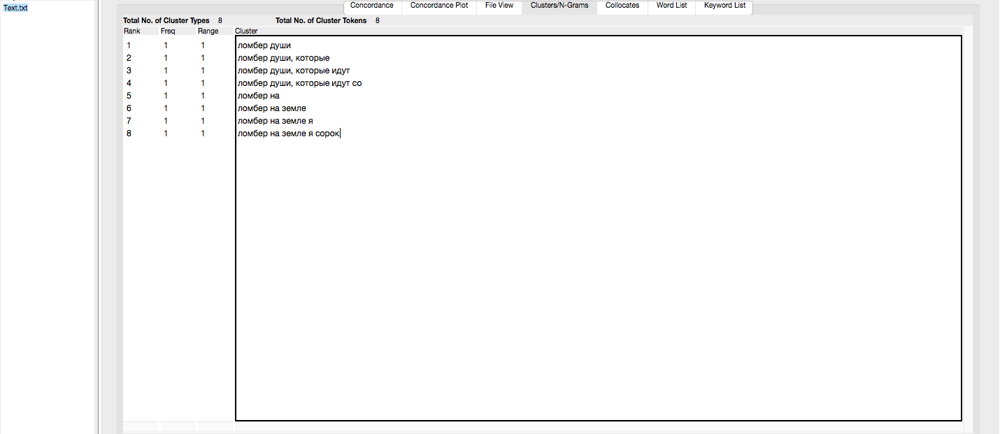 Text.txt
Concordance Concordance Plot File View Clusters/N-Grams Collocates Word List Keyword List
Total No. of Cluster Types 8 Total No. of Cluster Tokens 8
Rank Freq Range Cluster
1 1 1 ломбер души
2 1 1 ломбер души, которые
3 1 1 ломбер души, которые идут
4 1 1 ломбер души, которые идут со
5 1 1 ломбер на
6 1 1 ломбер на земле
7 1 1 ломбер на земле я
8 1 1 ломбер на земле я сорок